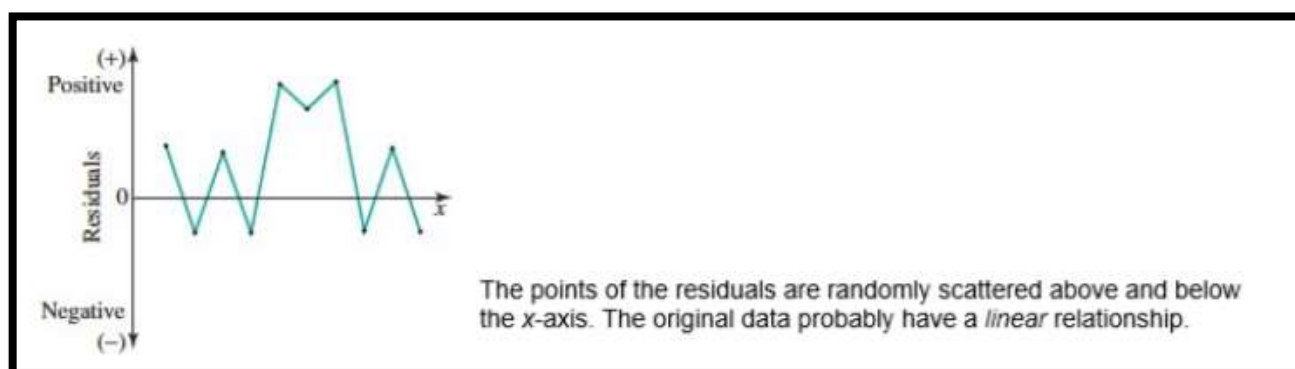 (+)
Positive
Residuals
0
x
Negative
(−)
The points of the residuals are randomly scattered above and below
the x-axis. The original data probably have a linear relationship.